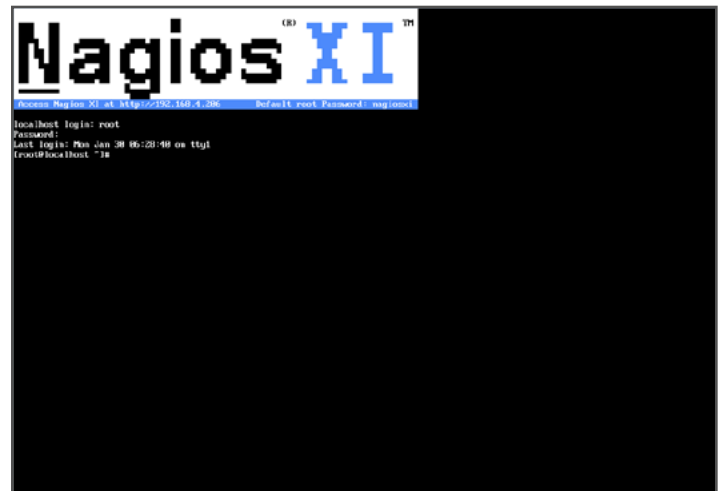 Nagios (R) XI TM
Access Nagios XI at http://192.168.4.206 Default root Password: nagiosxi
localhost login: root
Password:
Last login: Mon Jan 30 06:28:40 on tty1
[root@localhost ~]#